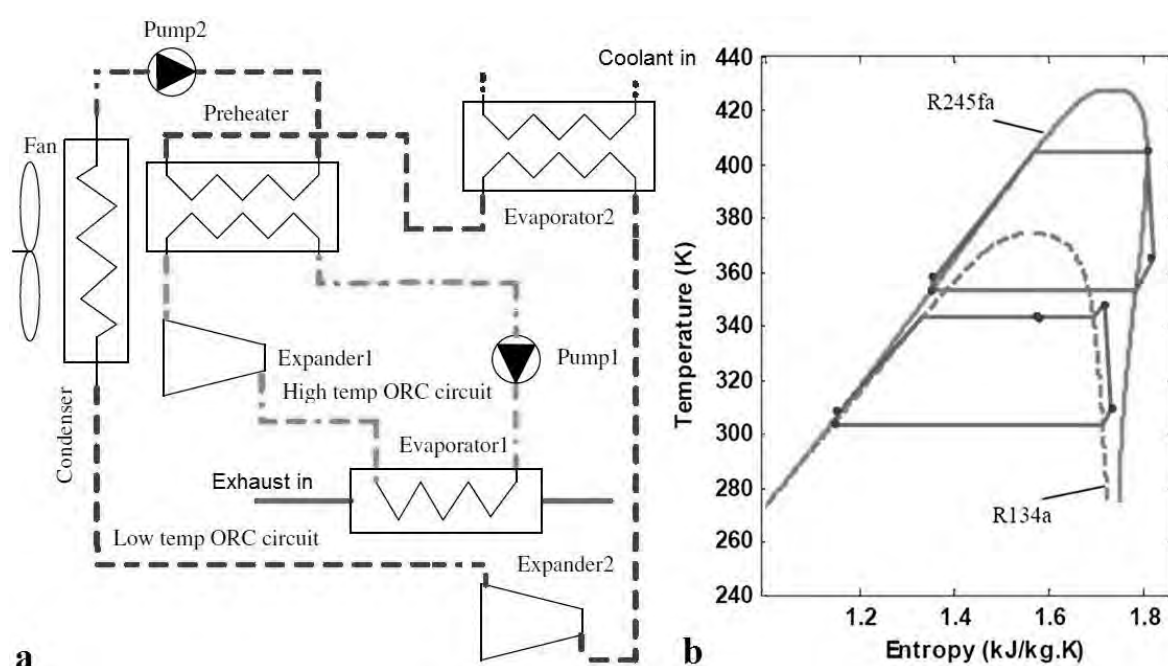 Pump2
Coolant in
Preheater
Fan
Evaporator2
Expander1
Pump1
High temp ORC circuit
Condenser
Evaporator1
Exhaust in
Low temp ORC circuit
Expander2
a
b
440
420
400
380
360
340
320
300
280
260
240
Temperature (K)
R245fa
R134a
1.2 1.4 1.6 1.8
Entropy (kJ/kg.K)